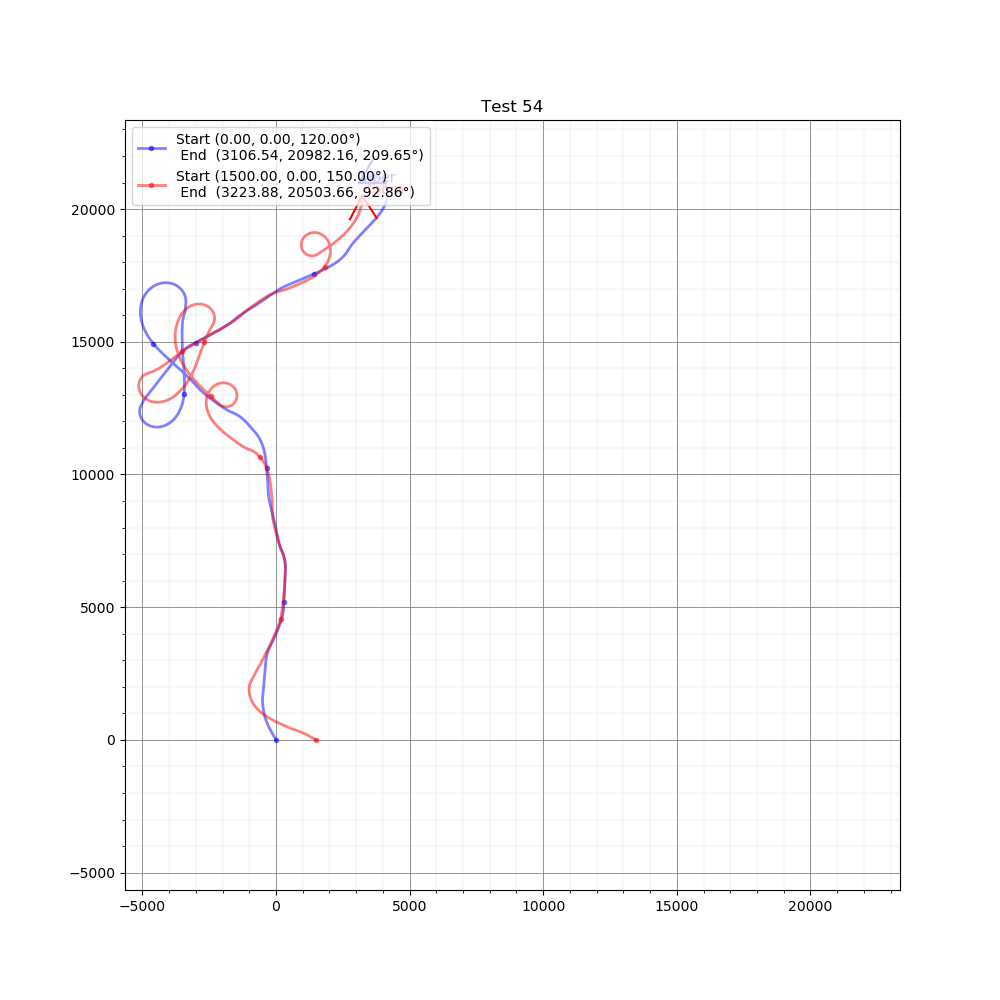 Test 54
Start (0.00, 0.00, 120.00°)
End (3106.54, 20982.16, 209.65°)
Start (1500.00, 0.00, 150.00°)
End (3223.88, 20503.66, 92.86°)
20000
15000
10000
5000
0
−5000
−5000 0 5000 10000 15000 20000